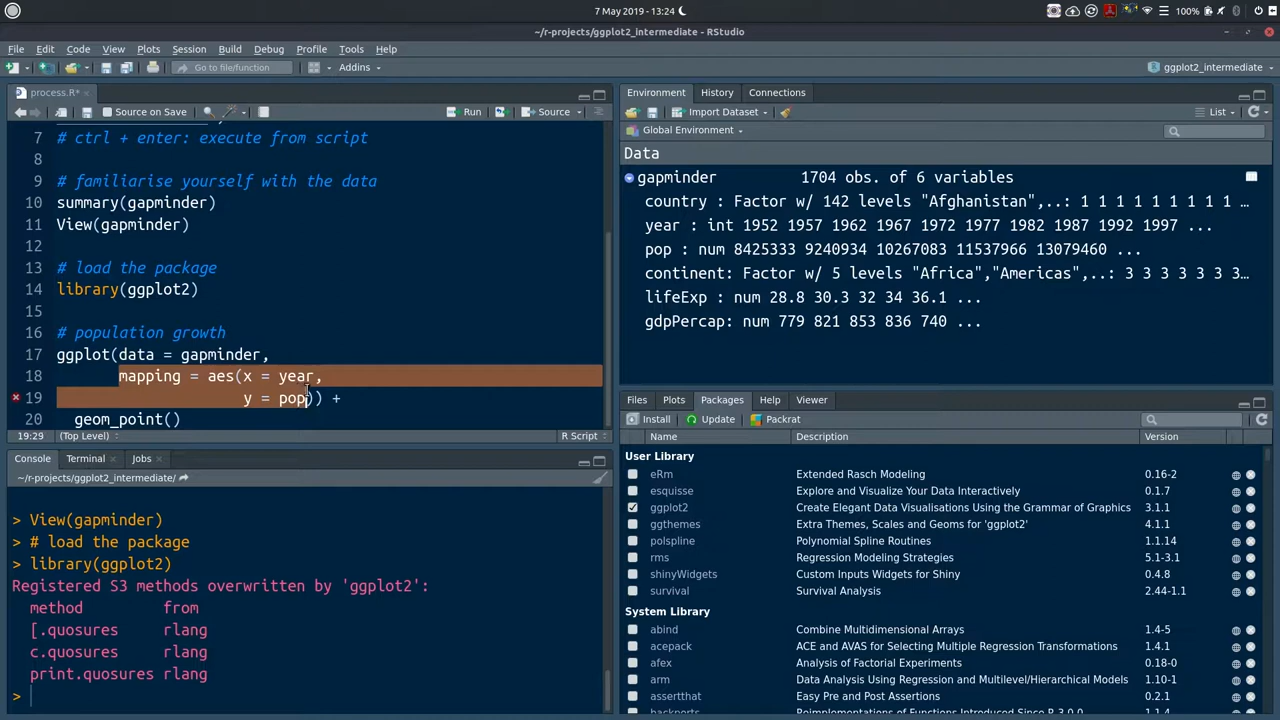 7 May 2019 - 13:24
100%
~/r-projects/ggplot2_intermediate - RStudio
File Edit Code View Plots Session Build Debug Profile Tools Help
Go to file/function
Addins
ggplot2_intermediate
process.R*
Source on Save
Run
Source
7 # ctrl + enter: execute from script
8
9 # familiarise yourself with the data
10 summary(gapminder)
11 View(gapminder)
12
13 # load the package
14 library(ggplot2)
15
16 # population growth
17 ggplot(data = gapminder,
18 mapping = aes(x = year,
19 y = pop)) +
20 geom_point()
19:29 (Top Level) R Script
Console Terminal Jobs
~/r-projects/ggplot2_intermediate/
> View(gapminder)
> # load the package
> library(ggplot2)
Registered S3 methods overwritten by 'ggplot2':
method from
[.quosures rlang
c.quosures rlang
print.quosures rlang
>
Environment History Connections
Import Dataset
List
Global Environment
Data
gapminder 1704 obs. of 6 variables
country : Factor w/ 142 levels "Afghanistan",..: 1 1 1 1 1 1 1 1 1 …
year : int 1952 1957 1962 1967 1972 1977 1982 1987 1992 1997 ...
pop : num 8425333 9240934 10267083 11537966 13079460 ...
continent: Factor w/ 5 levels "Africa","Americas",..: 3 3 3 3 3 3 3…
lifeExp : num 28.8 30.3 32 34 36.1 ...
gdpPercap: num 779 821 853 836 740 ...
Files Plots Packages Help Viewer
Install Update Packrat
Name Description Version
User Library
eRm Extended Rasch Modeling 0.16-2
esquisse Explore and Visualize Your Data Interactively 0.1.7
ggplot2 Create Elegant Data Visualisations Using the Grammar of Graphics 3.1.1
ggthemes Extra Themes, Scales and Geoms for 'ggplot2' 4.1.1
polspline Polynomial Spline Routines 1.1.14
rms Regression Modeling Strategies 5.1-3.1
shinyWidgets Custom Inputs Widgets for Shiny 0.4.8
survival Survival Analysis 2.44-1.1
System Library
abind Combine Multidimensional Arrays 1.4-5
acepack ACE and AVAS for Selecting Multiple Regression Transformations 1.4.1
afex Analysis of Factorial Experiments 0.18-0
arm Data Analysis Using Regression and Multilevel/Hierarchical Models 1.10-1
assertthat Easy Pre and Post Assertions 0.2.1
backports Reimplementations of Functions Introduced Since R-3.0.0 1.1.4